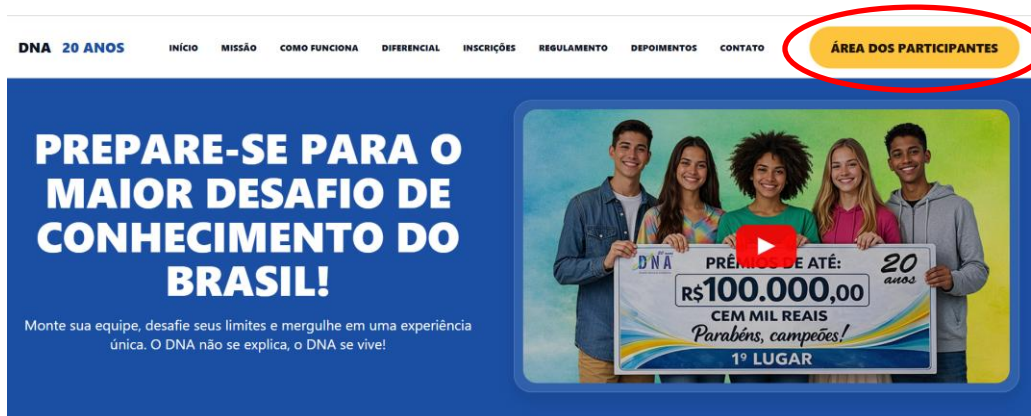 DNA 20 ANOS
INÍCIO MISSÃO COMO FUNCIONA DIFERENCIAL INSCRIÇÕES REGULAMENTO DEPOIMENTOS CONTATO
ÁREA DOS PARTICIPANTES
PREPARE-SE PARA O
MAIOR DESAFIO DE
CONHECIMENTO DO
BRASIL!
Monte sua equipe, desafie seus limites e mergulhe em uma experiência
única. O DNA não se explica, o DNA se vive!
DNA
PRÊMIOS DE ATÉ:
20
anos
R$100.000,00
CEM MIL REAIS
Parabéns, campeões!
1º LUGAR